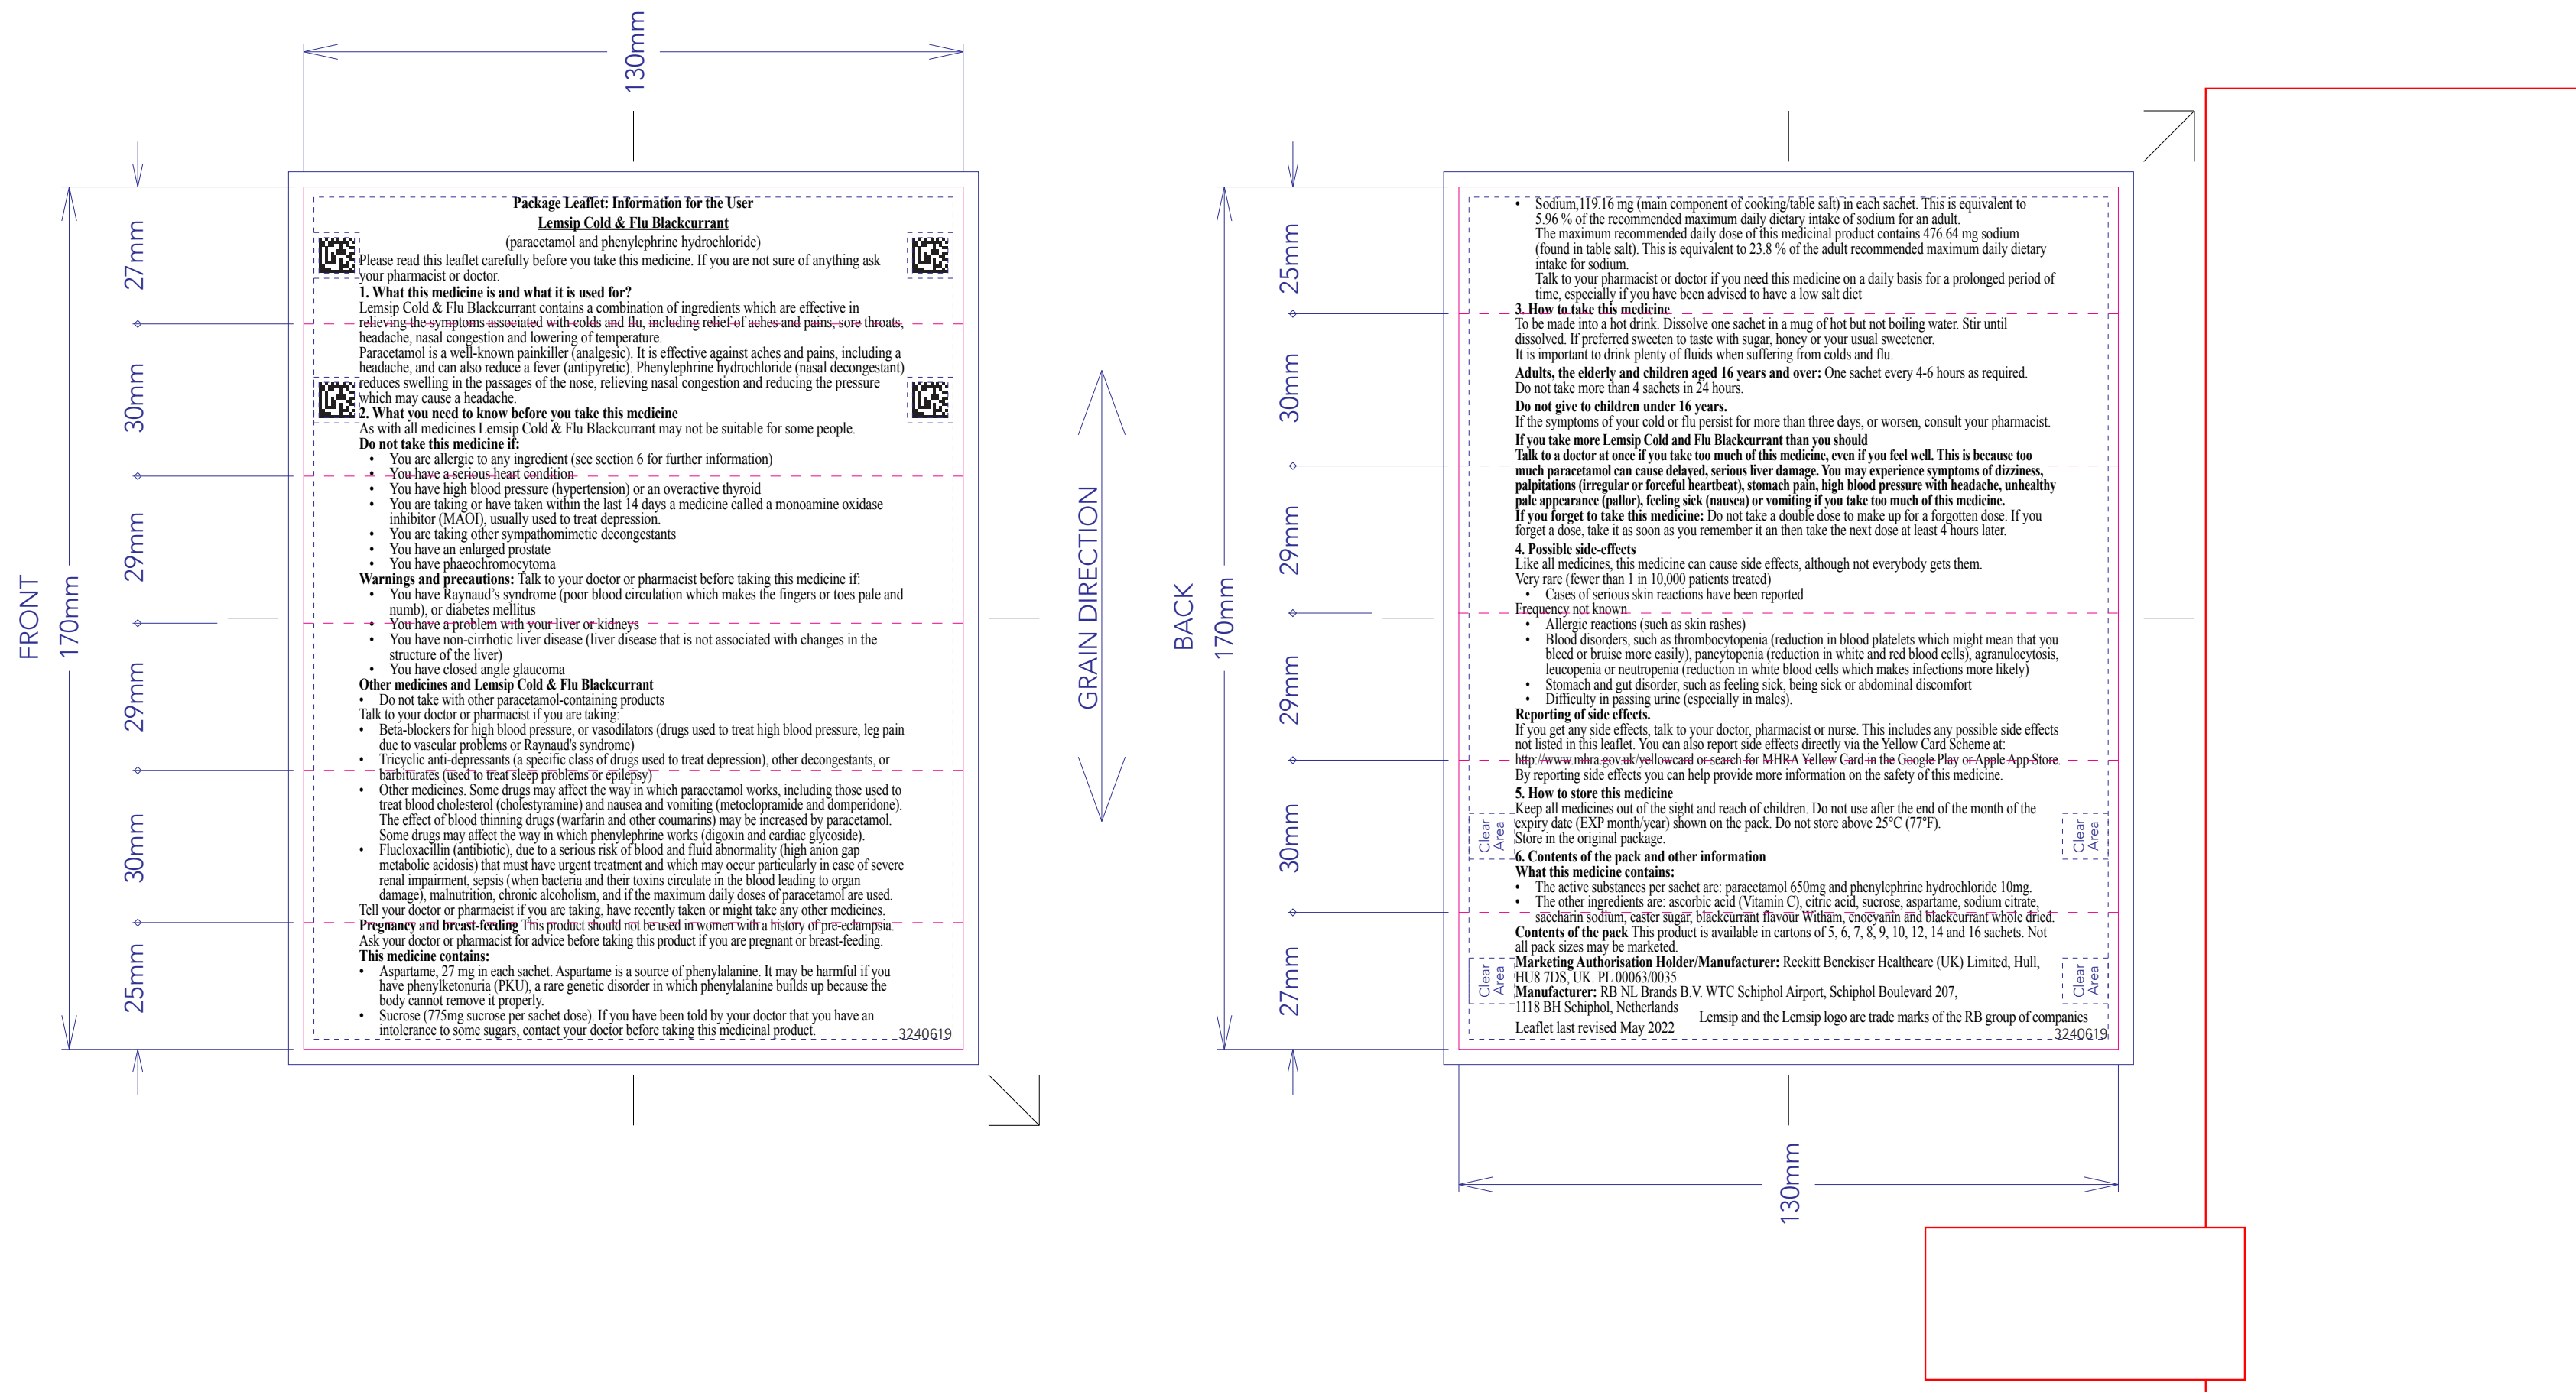 130mm
FRONT
170mm
27mm
30mm
29mm
29mm
30mm
25mm
Package Leaflet: Information for the User
Lemsip Cold & Flu Blackcurrant
(paracetamol and phenylephrine hydrochloride)
Please read this leaflet carefully before you take this medicine. If you are not sure of anything ask
your pharmacist or doctor.
1. What this medicine is and what it is used for?
Lemsip Cold & Flu Blackcurrant contains a combination of ingredients which are effective in
relieving the symptoms associated with colds and flu, including relief of aches and pains, sore throats,
headache, nasal congestion and lowering of temperature.
Paracetamol is a well-known painkiller (analgesic). It is effective against aches and pains, including a
headache, and can also reduce a fever (antipyretic). Phenylephrine hydrochloride (nasal decongestant)
reduces swelling in the passages of the nose, relieving nasal congestion and reducing the pressure
which may cause a headache.
2. What you need to know before you take this medicine
As with all medicines Lemsip Cold & Flu Blackcurrant may not be suitable for some people.
Do not take this medicine if:
• You are allergic to any ingredient (see section 6 for further information)
• You have a serious heart condition
• You have high blood pressure (hypertension) or an overactive thyroid
• You are taking or have taken within the last 14 days a medicine called a monoamine oxidase
inhibitor (MAOI), usually used to treat depression.
• You are taking other sympathomimetic decongestants
• You have an enlarged prostate
• You have phaeochromocytoma
Warnings and precautions: Talk to your doctor or pharmacist before taking this medicine if:
• You have Raynaud’s syndrome (poor blood circulation which makes the fingers or toes pale and
numb), or diabetes mellitus
• You have a problem with your liver or kidneys
• You have non-cirrhotic liver disease (liver disease that is not associated with changes in the
structure of the liver)
• You have closed angle glaucoma
Other medicines and Lemsip Cold & Flu Blackcurrant
• Do not take with other paracetamol-containing products
Talk to your doctor or pharmacist if you are taking:
• Beta-blockers for high blood pressure, or vasodilators (drugs used to treat high blood pressure, leg pain
due to vascular problems or Raynaud's syndrome)
• Tricyclic anti-depressants (a specific class of drugs used to treat depression), other decongestants, or
barbiturates (used to treat sleep problems or epilepsy)
• Other medicines. Some drugs may affect the way in which paracetamol works, including those used to
treat blood cholesterol (cholestyramine) and nausea and vomiting (metoclopramide and domperidone).
The effect of blood thinning drugs (warfarin and other coumarins) may be increased by paracetamol.
Some drugs may affect the way in which phenylephrine works (digoxin and cardiac glycoside).
• Flucloxacillin (antibiotic), due to a serious risk of blood and fluid abnormality (high anion gap
metabolic acidosis) that must have urgent treatment and which may occur particularly in case of severe
renal impairment, sepsis (when bacteria and their toxins circulate in the blood leading to organ
damage), malnutrition, chronic alcoholism, and if the maximum daily doses of paracetamol are used.
Tell your doctor or pharmacist if you are taking, have recently taken or might take any other medicines.
Pregnancy and breast-feeding This product should not be used in women with a history of pre-eclampsia.
Ask your doctor or pharmacist for advice before taking this product if you are pregnant or breast-feeding.
This medicine contains:
• Aspartame, 27 mg in each sachet. Aspartame is a source of phenylalanine. It may be harmful if you
have phenylketonuria (PKU), a rare genetic disorder in which phenylalanine builds up because the
body cannot remove it properly.
• Sucrose (775mg sucrose per sachet dose). If you have been told by your doctor that you have an
intolerance to some sugars, contact your doctor before taking this medicinal product.
3240619
GRAIN DIRECTION
BACK
170mm
25mm
30mm
29mm
29mm
30mm
27mm
• Sodium,119.16 mg (main component of cooking/table salt) in each sachet. This is equivalent to
5.96 % of the recommended maximum daily dietary intake of sodium for an adult.
The maximum recommended daily dose of this medicinal product contains 476.64 mg sodium
(found in table salt). This is equivalent to 23.8 % of the adult recommended maximum daily dietary
intake for sodium.
Talk to your pharmacist or doctor if you need this medicine on a daily basis for a prolonged period of
time, especially if you have been advised to have a low salt diet
3. How to take this medicine
To be made into a hot drink. Dissolve one sachet in a mug of hot but not boiling water. Stir until
dissolved. If preferred sweeten to taste with sugar, honey or your usual sweetener.
It is important to drink plenty of fluids when suffering from colds and flu.
Adults, the elderly and children aged 16 years and over: One sachet every 4-6 hours as required.
Do not take more than 4 sachets in 24 hours.
Do not give to children under 16 years.
If the symptoms of your cold or flu persist for more than three days, or worsen, consult your pharmacist.
If you take more Lemsip Cold and Flu Blackcurrant than you should
Talk to a doctor at once if you take too much of this medicine, even if you feel well. This is because too
much paracetamol can cause delayed, serious liver damage. You may experience symptoms of dizziness,
palpitations (irregular or forceful heartbeat), stomach pain, high blood pressure with headache, unhealthy
pale appearance (pallor), feeling sick (nausea) or vomiting if you take too much of this medicine.
If you forget to take this medicine: Do not take a double dose to make up for a forgotten dose. If you
forget a dose, take it as soon as you remember it an then take the next dose at least 4 hours later.
4. Possible side-effects
Like all medicines, this medicine can cause side effects, although not everybody gets them.
Very rare (fewer than 1 in 10,000 patients treated)
• Cases of serious skin reactions have been reported
Frequency not known
• Allergic reactions (such as skin rashes)
• Blood disorders, such as thrombocytopenia (reduction in blood platelets which might mean that you
bleed or bruise more easily), pancytopenia (reduction in white and red blood cells), agranulocytosis,
leucopenia or neutropenia (reduction in white blood cells which makes infections more likely)
• Stomach and gut disorder, such as feeling sick, being sick or abdominal discomfort
• Difficulty in passing urine (especially in males).
Reporting of side effects.
If you get any side effects, talk to your doctor, pharmacist or nurse. This includes any possible side effects
not listed in this leaflet. You can also report side effects directly via the Yellow Card Scheme at:
http://www.mhra.gov.uk/yellowcard or search for MHRA Yellow Card in the Google Play or Apple App Store.
By reporting side effects you can help provide more information on the safety of this medicine.
5. How to store this medicine
Keep all medicines out of the sight and reach of children. Do not use after the end of the month of the
expiry date (EXP month/year) shown on the pack. Do not store above 25°C (77°F).
Store in the original package.
Clear
Area
Clear
Area
6. Contents of the pack and other information
What this medicine contains:
• The active substances per sachet are: paracetamol 650mg and phenylephrine hydrochloride 10mg.
• The other ingredients are: ascorbic acid (Vitamin C), citric acid, sucrose, aspartame, sodium citrate,
saccharin sodium, caster sugar, blackcurrant flavour Witham, enocyanin and blackcurrant whole dried.
Contents of the pack This product is available in cartons of 5, 6, 7, 8, 9, 10, 12, 14 and 16 sachets. Not
all pack sizes may be marketed.
Marketing Authorisation Holder/Manufacturer: Reckitt Benckiser Healthcare (UK) Limited, Hull,
HU8 7DS, UK. PL 00063/0035
Manufacturer: RB NL Brands B.V. WTC Schiphol Airport, Schiphol Boulevard 207,
1118 BH Schiphol, Netherlands
Clear
Area
Clear
Area
Lemsip and the Lemsip logo are trade marks of the RB group of companies
Leaflet last revised May 2022
3240619
130mm